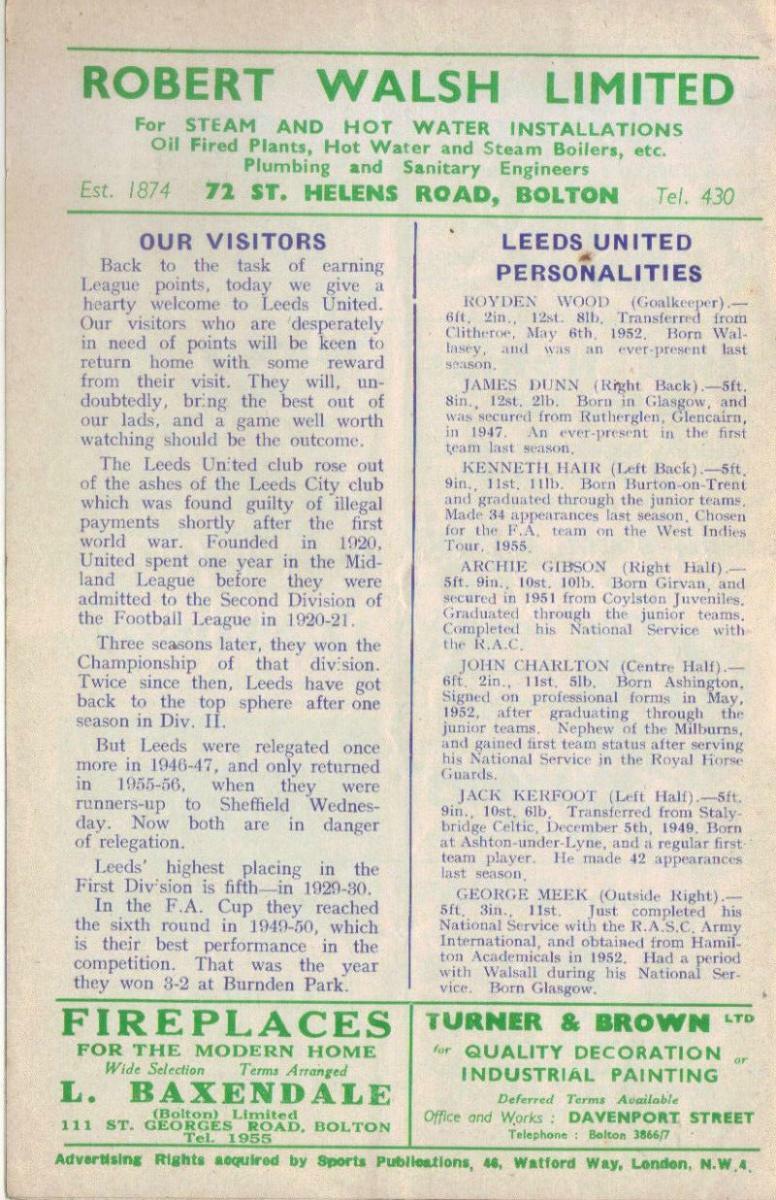 ROBERT WALSH LIMITED
For STEAM AND HOT WATER INSTALLATIONS
Oil Fired Plants, Hot Water and Steam Boilers, etc.
Plumbing and Sanitary Engineers
Est. 1874 72 ST. HELENS ROAD, BOLTON Tel. 430
OUR VISITORS
Back to the task of earning
League points, today we give a
hearty welcome to Leeds United.
Our visitors who are desperately
in need of points will be keen to
return home with some reward
from their visit. They will, un-
doubtedly, bring the best out of
our lads, and a game well worth
watching should be the outcome.
The Leeds United club rose out
of the ashes of the Leeds City club
which was found guilty of illegal
payments shortly after the first
world war. Founded in 1920,
United spent one year in the Mid-
land League before they were
admitted to the Second Division of
the Football League in 1920-21.
Three seasons later, they won the
Championship of that division.
Twice since then, Leeds have got
back to the top sphere after one
season in Div. II.
But Leeds were relegated once
more in 1946-47, and only returned
in 1955-56, when they were
runners-up to Sheffield Wednes-
day. Now both are in danger
of relegation.
Leeds' highest placing in the
First Division is fifth—in 1929-30.
In the F.A. Cup they reached
the sixth round in 1949-50, which
is their best performance in the
competition. That was the year
they won 3-2 at Burnden Park.
LEEDS UNITED
PERSONALITIES
ROYDEN WOOD (Goalkeeper).—
6ft. 2in., 12st. 8lb. Transferred from
Clitheroe, May 6th, 1952. Born Wal-
lasey, and was an ever-present last
season.
JAMES DUNN (Right Back).—5ft.
8in., 12st. 2lb. Born in Glasgow, and
was secured from Rutherglen, Glencairn,
in 1947. An ever-present in the first
team last season.
KENNETH HAIR (Left Back).—5ft.
9in., 11st. 11lb. Born Burton-on-Trent
and graduated through the junior teams.
Made 34 appearances last season. Chosen
for the F.A. team on the West Indies
Tour, 1955.
ARCHIE GIBSON (Right Half).—
5ft. 9in., 10st. 10lb. Born Girvan, and
secured in 1951 from Coylston Juveniles.
Graduated through the junior teams.
Completed his National Service with
the R.A.C.
JOHN CHARLTON (Centre Half).—
6ft. 2in., 11st. 5lb. Born Ashington,
Signed on professional forms in May,
1952, after graduating through the
junior teams. Nephew of the Milburns,
and gained first team status after serving
his National Service in the Royal Horse
Guards.
JACK KERFOOT (Left Half).—5ft.
9in., 10st. 6lb. Transferred from Staly-
bridge Celtic, December 5th, 1949. Born
at Ashton-under-Lyne, and a regular first
team player. He made 42 appearances
last season.
GEORGE MEEK (Outside Right).—
5ft. 3in., 11st. Just completed his
National Service with the R.A.S.C. Army
International, and obtained from Hamil-
ton Academicals in 1952. Had a period
with Walsall during his National Ser-
vice. Born Glasgow.
FIREPLACES
FOR THE MODERN HOME
Wide Selection Terms Arranged
L. BAXENDALE
(Bolton) Limited
111 ST. GEORGES ROAD, BOLTON
Tel. 1955
TURNER & BROWN LTD
for QUALITY DECORATION or
INDUSTRIAL PAINTING
Deferred Terms Available
Office and Works : DAVENPORT STREET
Telephone : Bolton 3866/7
Advertising Rights acquired by Sports Publications, 46, Watford Way, London, N.W.4.